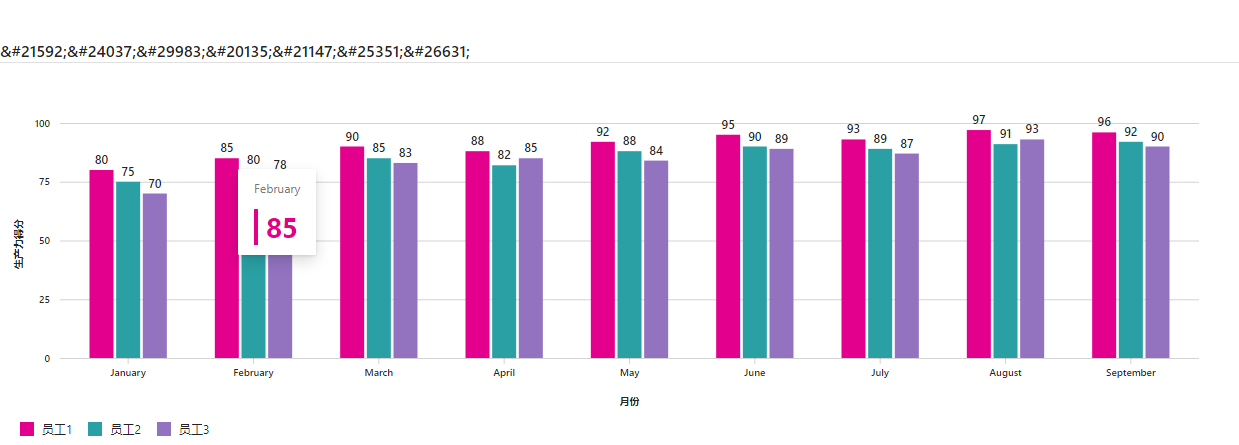 &#21592;&#24037;&#29983;&#20135;&#21147;&#25351;&#26631;
生产力得分
100
75
50
25
0
80 75 70
85 80 78
90 85 83
88 82 85
92 88 84
95 90 89
93 89 87
97 91 93
96 92 90
February
85
January February March April May June July August September
月份
员工1 员工2 员工3